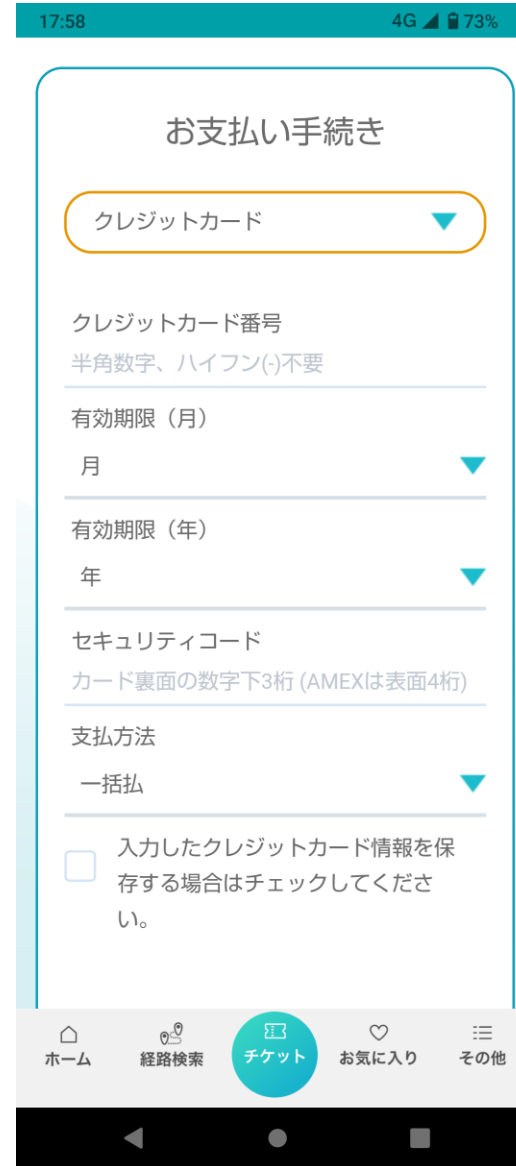 17:58 4G 73%
お支払い手続き
クレジットカード
クレジットカード番号
半角数字、ハイフン(-)不要
有効期限（月）
月
有効期限（年）
年
セキュリティコード
カード裏面の数字下3桁 (AMEXは表面4桁)
支払方法
一括払
入力したクレジットカード情報を保
存する場合はチェックしてくださ
い。
ホーム 経路検索 チケット お気に入り その他